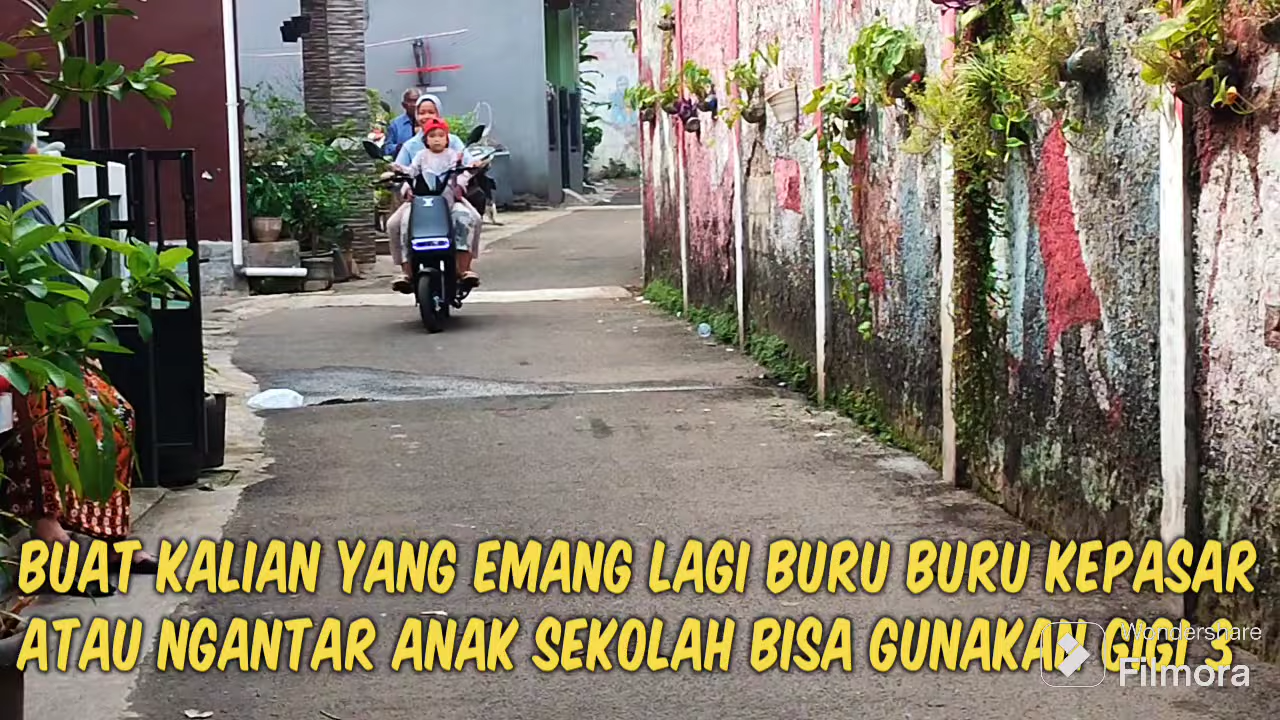 BUAT KALIAN YANG EMANG LAGI BURU BURU KEPASAR
ATAU NGANTAR ANAK SEKOLAH BISA GUNAKAN GIGI 3
Wondershare
Filmora